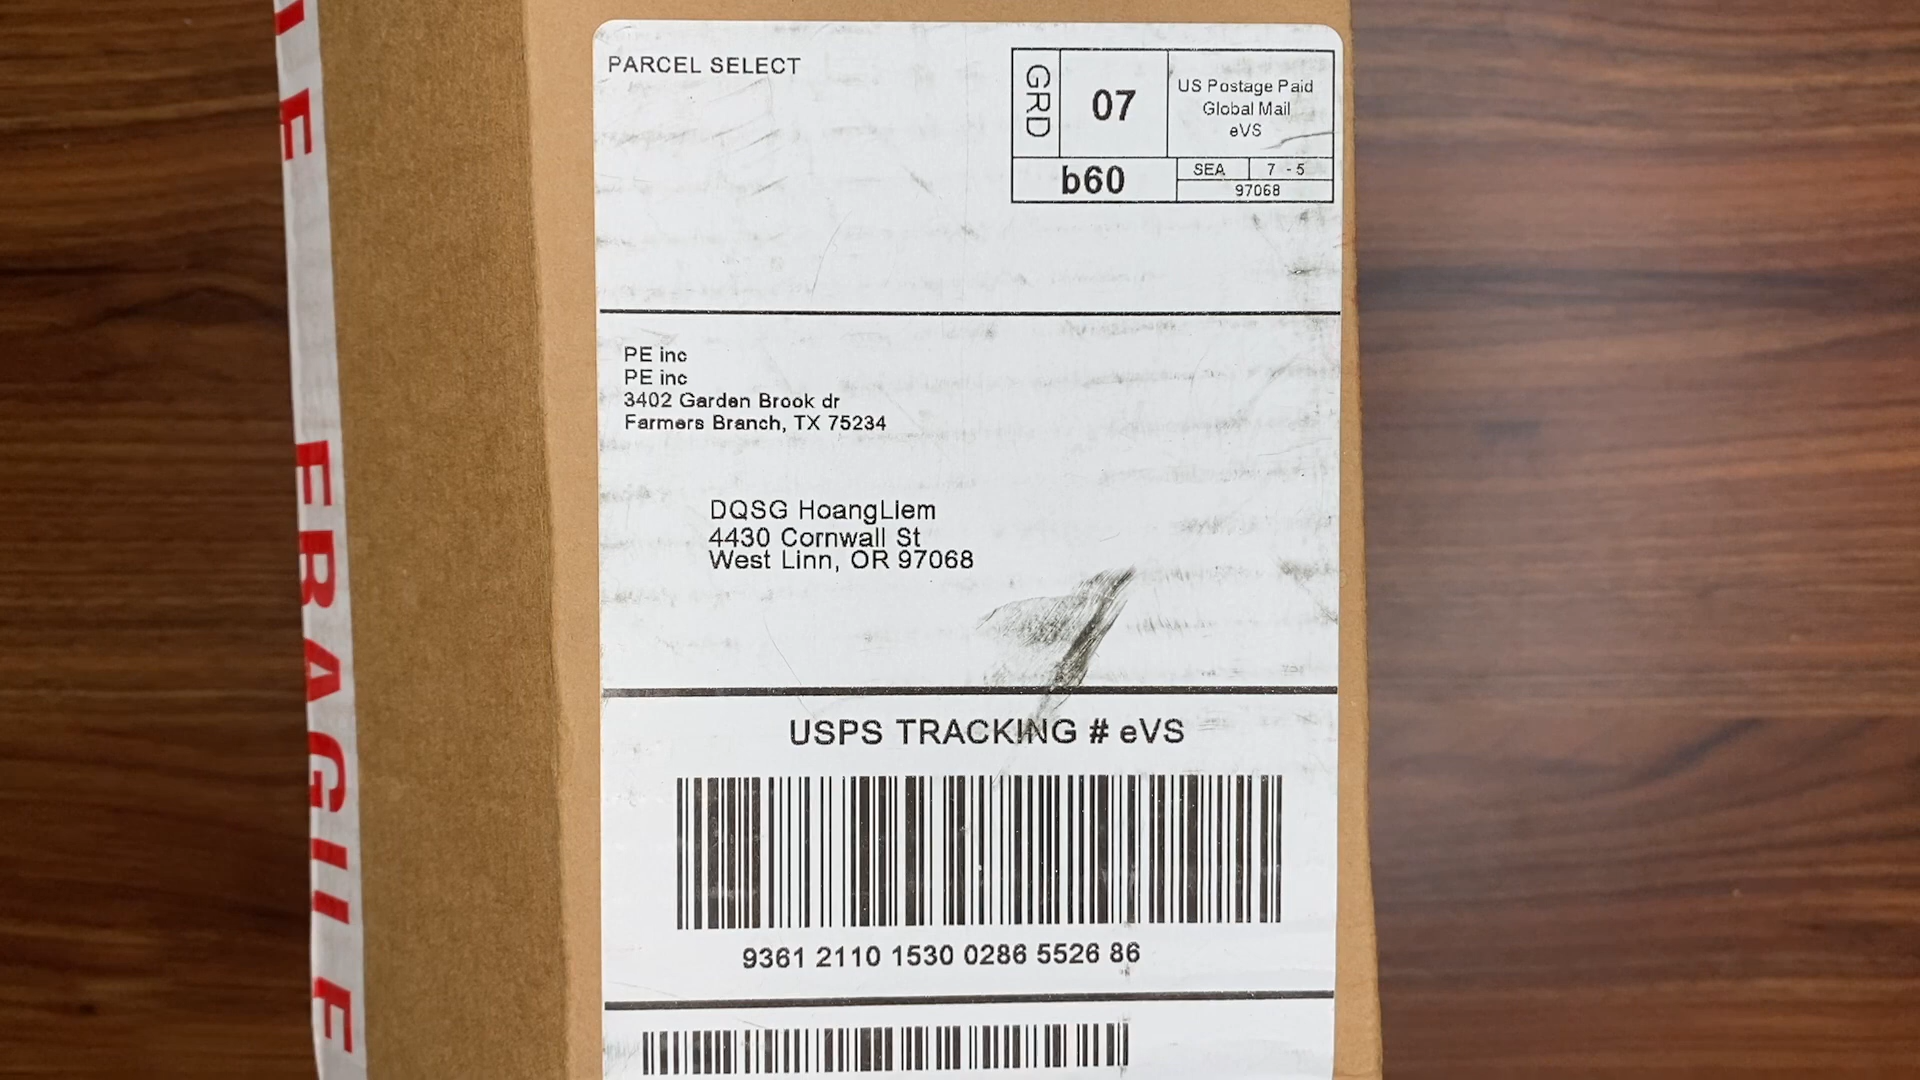 PARCEL SELECT
GRD
07
US Postage Paid
Global Mail
eVS
b60
SEA
7 - 5
97068
PE inc
PE inc
3402 Garden Brook dr
Farmers Branch, TX 75234
DQSG HoangLiem
4430 Cornwall St
West Linn, OR 97068
USPS TRACKING # eVS
9361 2110 1530 0286 5526 86
FRAGILE